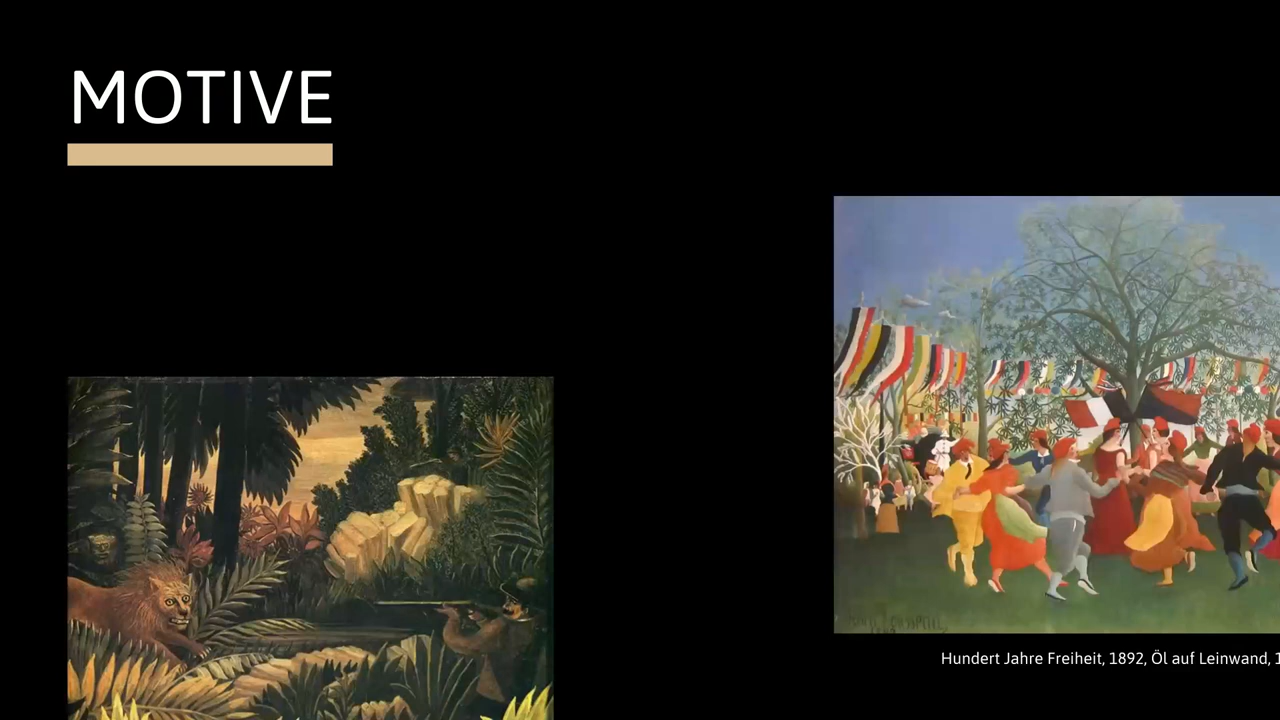 MOTIVE
Hundert Jahre Freiheit, 1892, Öl auf Leinwand, 1